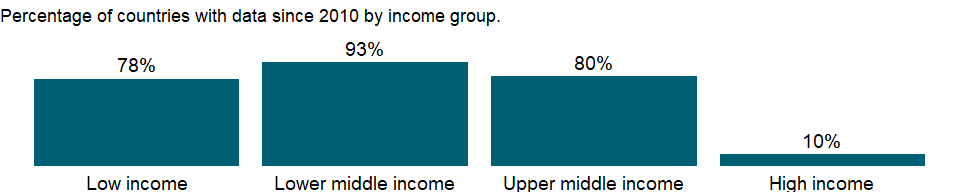 Percentage of countries with data since 2010 by income group.
78%
93%
80%
10%
Low income
Lower middle income
Upper middle income
High income